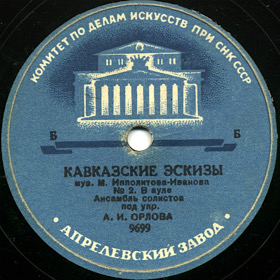 КОМИТЕТ ПО ДЕЛАМ ИСКУССТВ ПРИ СНК СССР
Б Б
КАВКАЗСКИЕ ЭСКИЗЫ
муз. М. Ипполитова-Иванова
№ 2. В ауле
Ансамбль солистов
под упр.
А. И. ОРЛОВА
9699
• АПРЕЛЕВСКИЙ ЗАВОД •